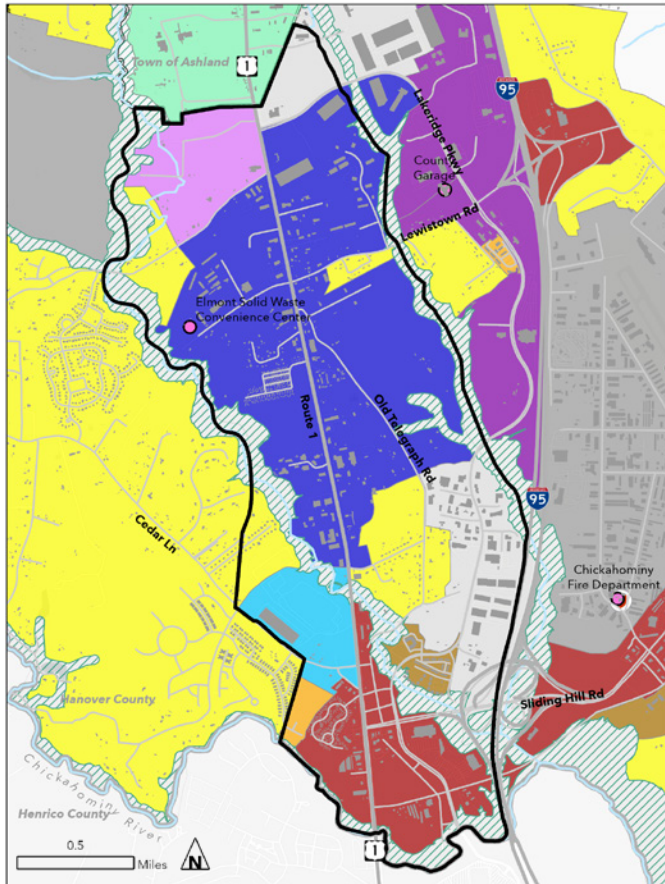 Town of Ashland
1
95
Lakeridge Pkwy
County
Garage
Lewistown Rd
Elmont Solid Waste
Convenience Center
Route 1
Old Telegraph Rd
95
Cedar Ln
Chickahominy
Fire Department
Sliding Hill Rd
Hanover County
Chickahominy River
Henrico County
0.5
Miles
N
1